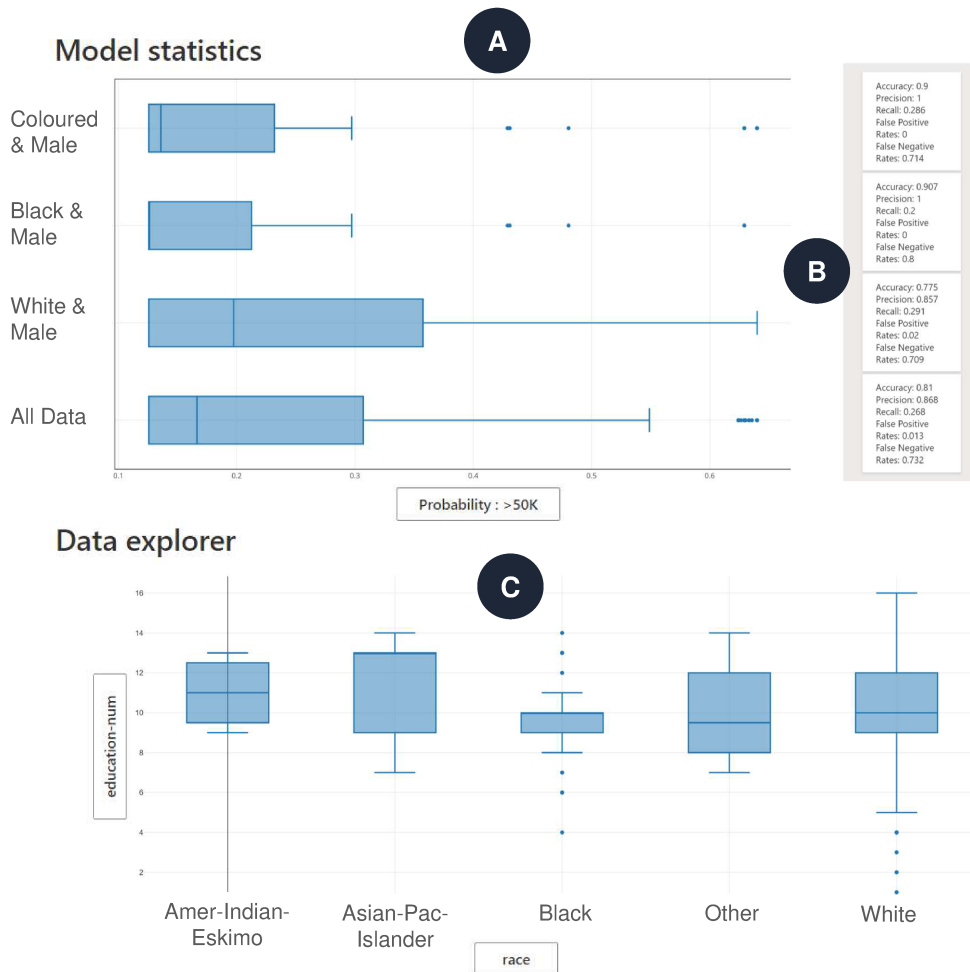 A
Model statistics
Coloured
& Male
Black &
Male
White &
Male
All Data
0.1
0.2
0.3
0.4
0.5
0.6
Probability : >50K
B
Accuracy: 0.9
Precision: 1
Recall: 0.286
False Positive
Rates: 0
False Negative
Rates: 0.714
Accuracy: 0.907
Precision: 1
Recall: 0.2
False Positive
Rates: 0
False Negative
Rates: 0.8
Accuracy: 0.775
Precision: 0.857
Recall: 0.291
False Positive
Rates: 0.02
False Negative
Rates: 0.709
Accuracy: 0.81
Precision: 0.868
Recall: 0.268
False Positive
Rates: 0.013
False Negative
Rates: 0.732
Data explorer
C
16
14
12
10
8
6
4
2
education-num
Amer-Indian-
Eskimo
Asian-Pac-
Islander
Black
Other
White
race